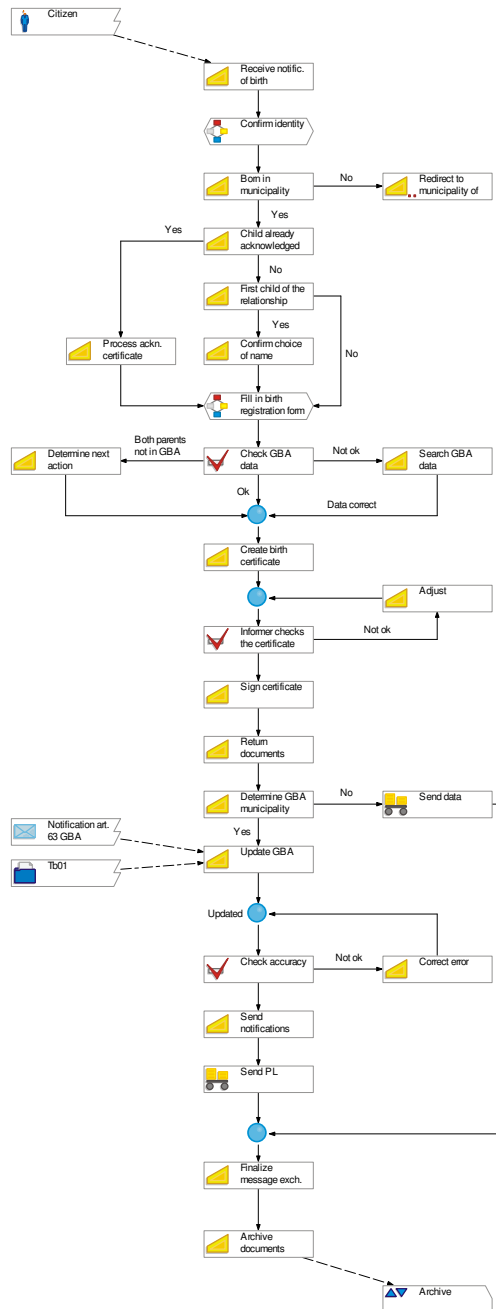 Citizen
Receive notific.
of birth
Confirm identity
Born in
municipality
No
Redirect to
municipality of
Yes
Yes
Child already
acknowledged
No
First child of the
relationship
Yes
No
Process ackn.
certificate
Confirm choice
of name
Fill in birth
registration form
Both parents
not in GBA
Determine next
action
Check GBA
data
Not ok
Search GBA
data
Ok
Data correct
Create birth
certificate
Adjust
Informer checks
the certificate
Not ok
Sign certificate
Return
documents
Determine GBA
municipality
No
Send data
Yes
Notification art.
63 GBA
Update GBA
Tb01
Updated
Check accuracy
Not ok
Correct error
Send
notifications
Send PL
Finalize
message exch.
Archive
documents
Archive